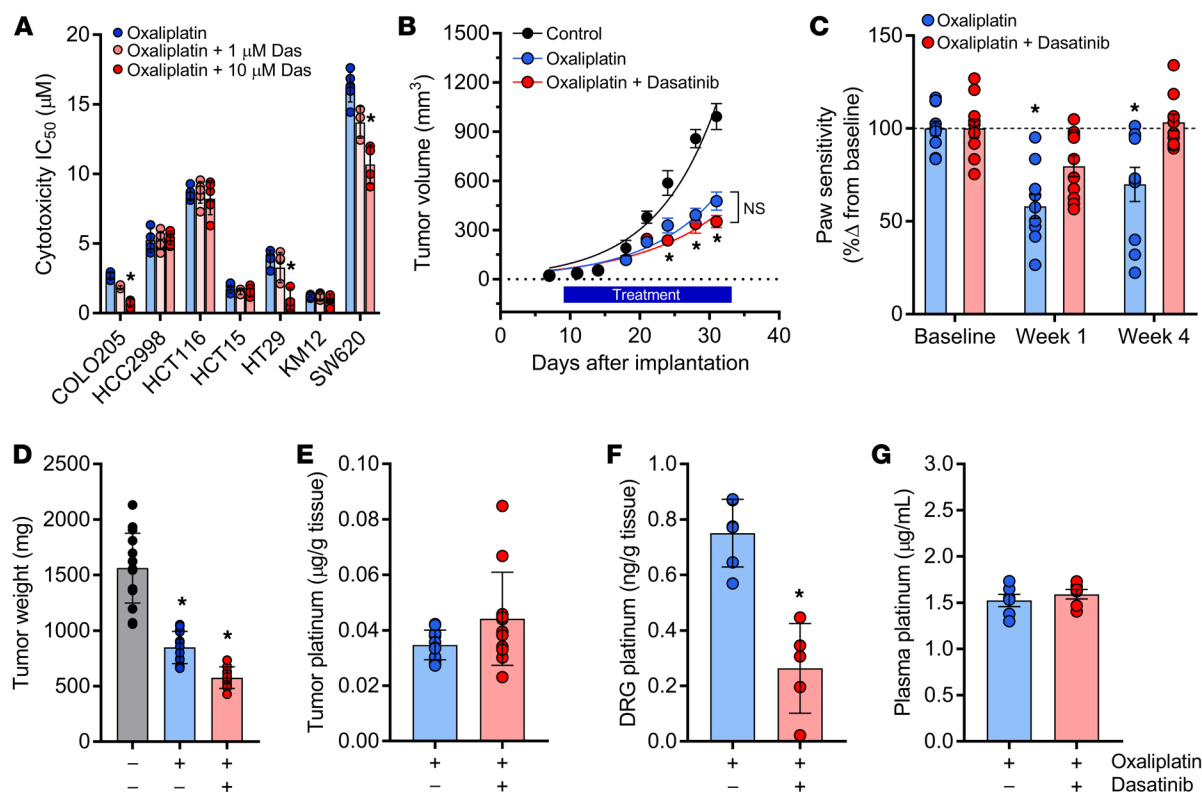 A
Oxaliplatin
Oxaliplatin + 1 μM Das
Oxaliplatin + 10 μM Das
Cytotoxicity IC50 (μM)
20
15
10
5
0
*
*
*
COLO205
HCC2998
HCT116
HCT15
HT29
KM12
SW620
B
Control
Oxaliplatin
Oxaliplatin + Dasatinib
Tumor volume (mm3)
1500
1200
900
600
300
0
NS
* * *
Treatment
0 10 20 30 40
Days after implantation
C
Oxaliplatin
Oxaliplatin + Dasatinib
Paw sensitivity
(%Δ from baseline)
150
100
50
0
* *
Baseline Week 1 Week 4
D
Tumor weight (mg)
2500
2000
1500
1000
500
0
*
*
– + +
– – +
E
Tumor platinum (μg/g tissue)
0.10
0.08
0.06
0.04
0.02
0.00
+ +
– +
F
DRG platinum (ng/g tissue)
1.0
0.8
0.6
0.4
0.2
0.0
*
+ +
– +
G
Plasma platinum (μg/mL)
3.0
2.5
2.0
1.5
1.0
0.5
0.0
+ + Oxaliplatin
– + Dasatinib